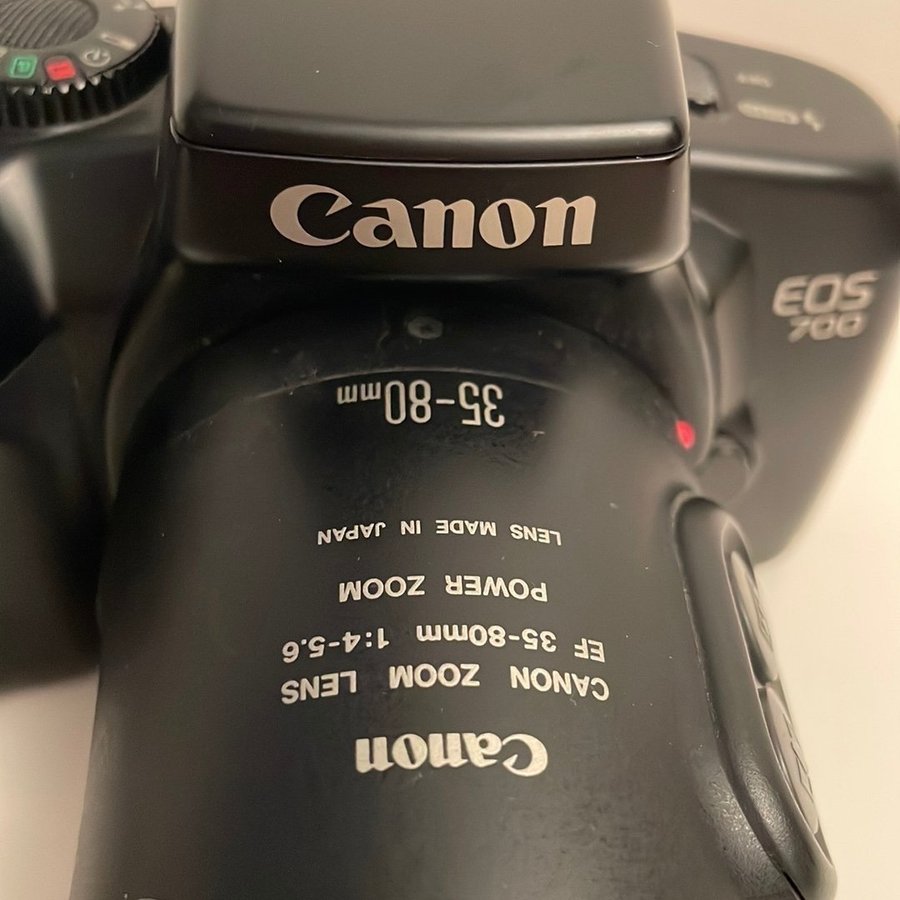 Canon
EOS
700
35-80mm
LENS MADE IN JAPAN
POWER ZOOM
EF 35-80mm 1:4-5.6
CANON ZOOM LENS
Canon